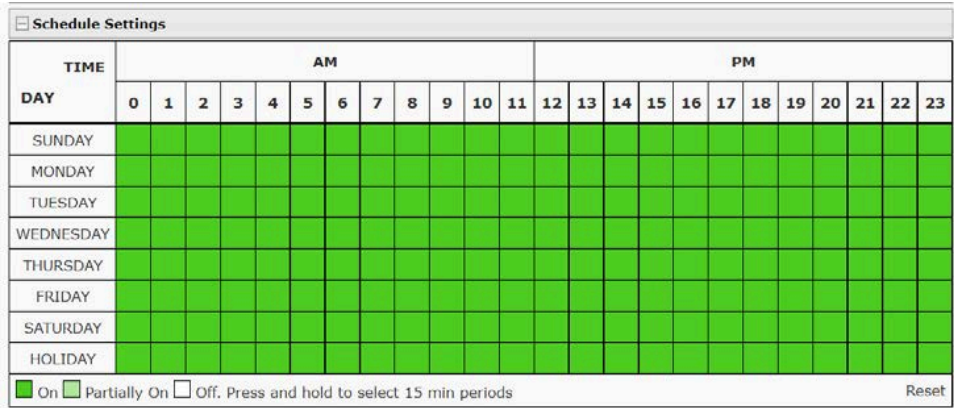 Schedule Settings
TIME AM PM
DAY 0 1 2 3 4 5 6 7 8 9 10 11 12 13 14 15 16 17 18 19 20 21 22 23
SUNDAY
MONDAY
TUESDAY
WEDNESDAY
THURSDAY
FRIDAY
SATURDAY
HOLIDAY
On Partially On Off. Press and hold to select 15 min periods Reset